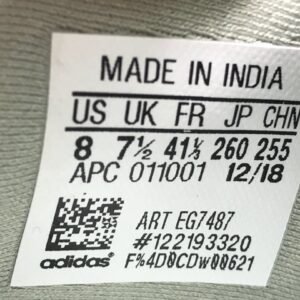 MADE IN INDIA
US UK FR JP CHN
8 7½ 41⅓ 260 255
APC 011001 12/18
ART EG7487
#122193320
adidas F%4D0CDw00621